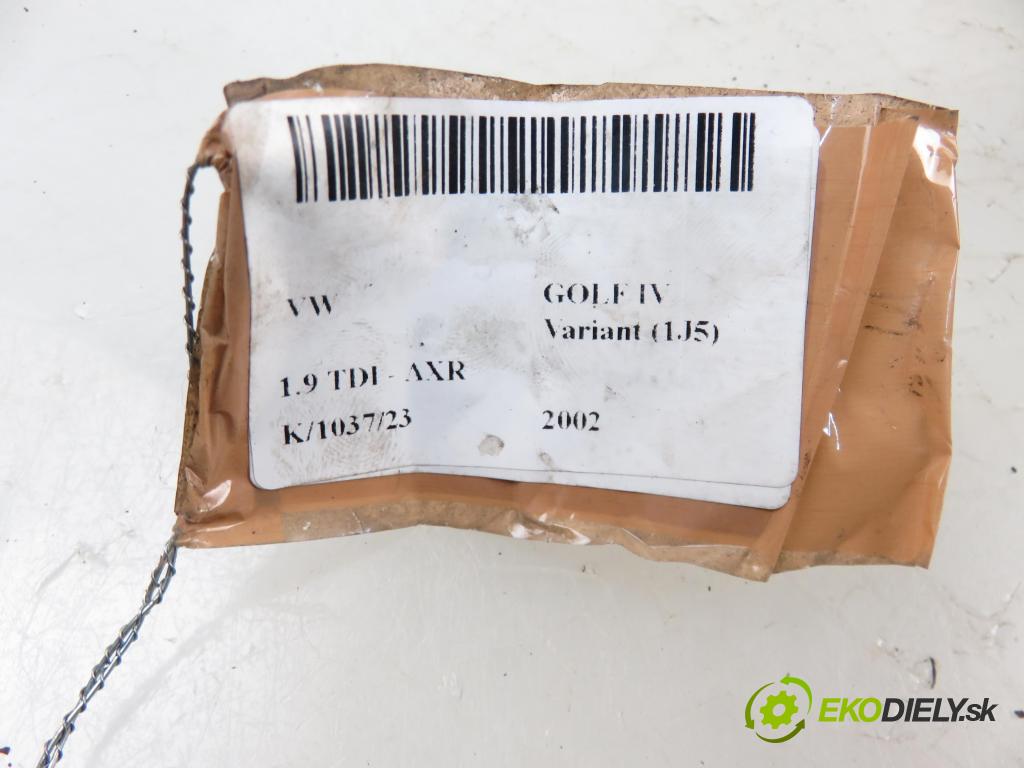 VW
GOLF IV
Variant (1J5)
1.9 TDI - AXR
K/1037/23
2002
EKODIELY.sk